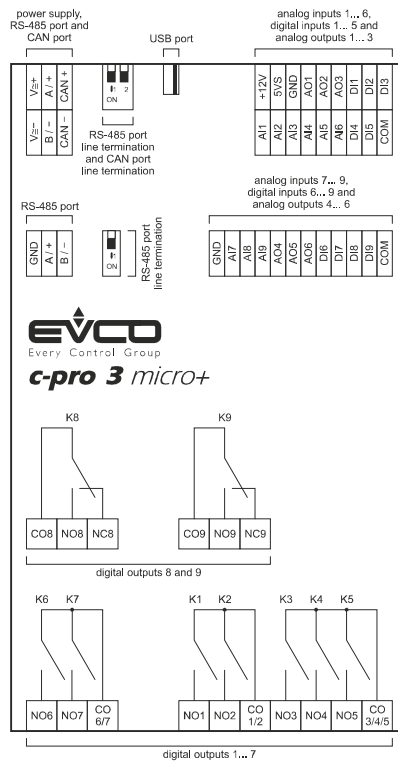 power supply,
RS-485 port and
CAN port
USB port
analog inputs 1... 6,
digital inputs 1... 5 and
analog outputs 1... 3
V≂+ A / + CAN +
V≂− B / − CAN −
1 2
ON
RS-485 port
line termination
and CAN port
line termination
+12V 5VS GND AO1 AO2 AO3 DI1 DI2 DI3
AI1 AI2 AI3 AI4 AI5 AI6 DI4 DI5 COM
analog inputs 7... 9,
digital inputs 6... 9 and
analog outputs 4... 6
RS-485 port
GND A / + B / −
1
ON
RS-485 port
line termination
GND AI7 AI8 AI9 AO4 AO5 AO6 DI6 DI7 DI8 DI9 COM
EVCO
Every Control Group
c-pro 3 micro+
K8 K9
CO8 NO8 NC8 CO9 NO9 NC9
digital outputs 8 and 9
K6 K7 K1 K2 K3 K4 K5
NO6 NO7 CO 6/7 NO1 NO2 CO 1/2 NO3 NO4 NO5 CO 3/4/5
digital outputs 1... 7